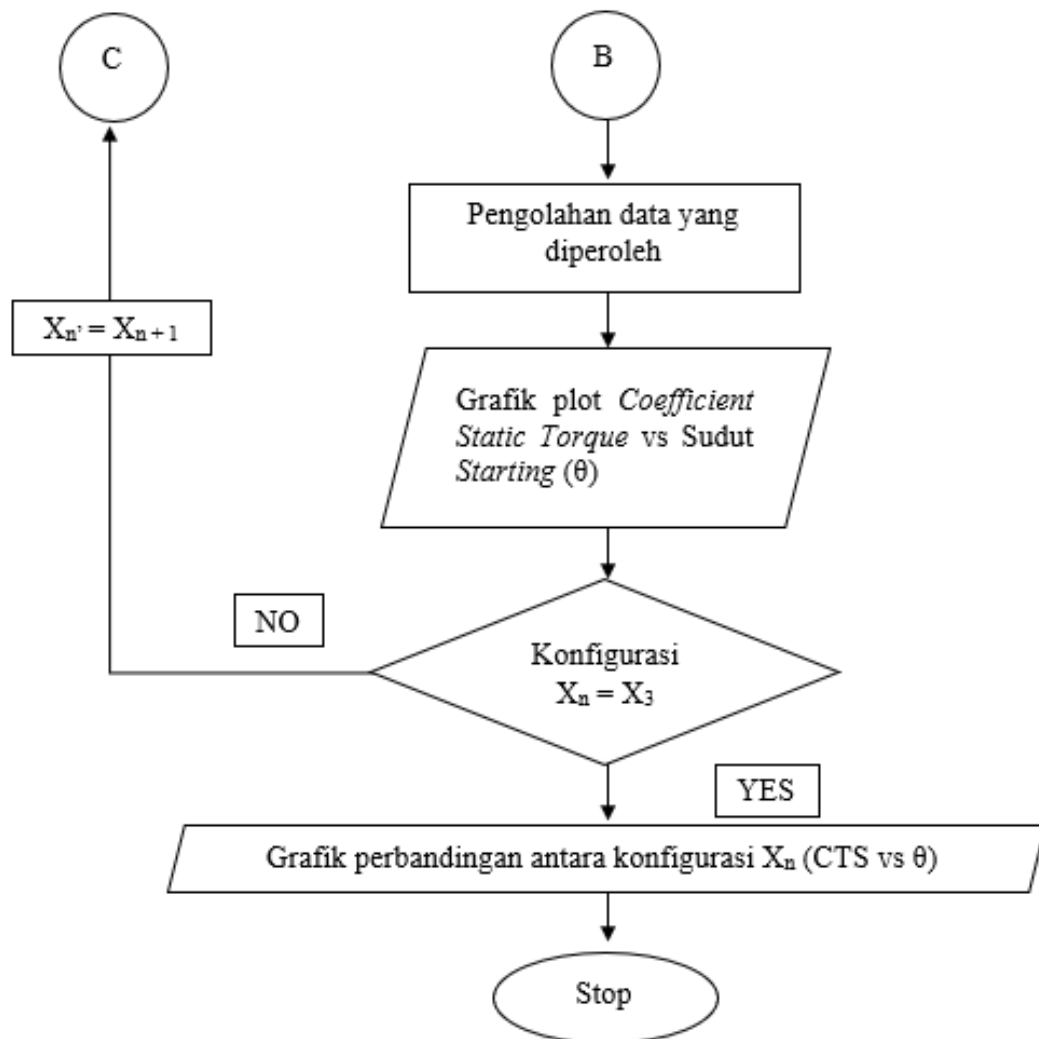 C
B
Pengolahan data yang
diperoleh
Xn' = Xn + 1
Grafik plot Coefficient
Static Torque vs Sudut
Starting (θ)
NO
Konfigurasi
Xn = X3
YES
Grafik perbandingan antara konfigurasi Xn (CTS vs θ)
Stop